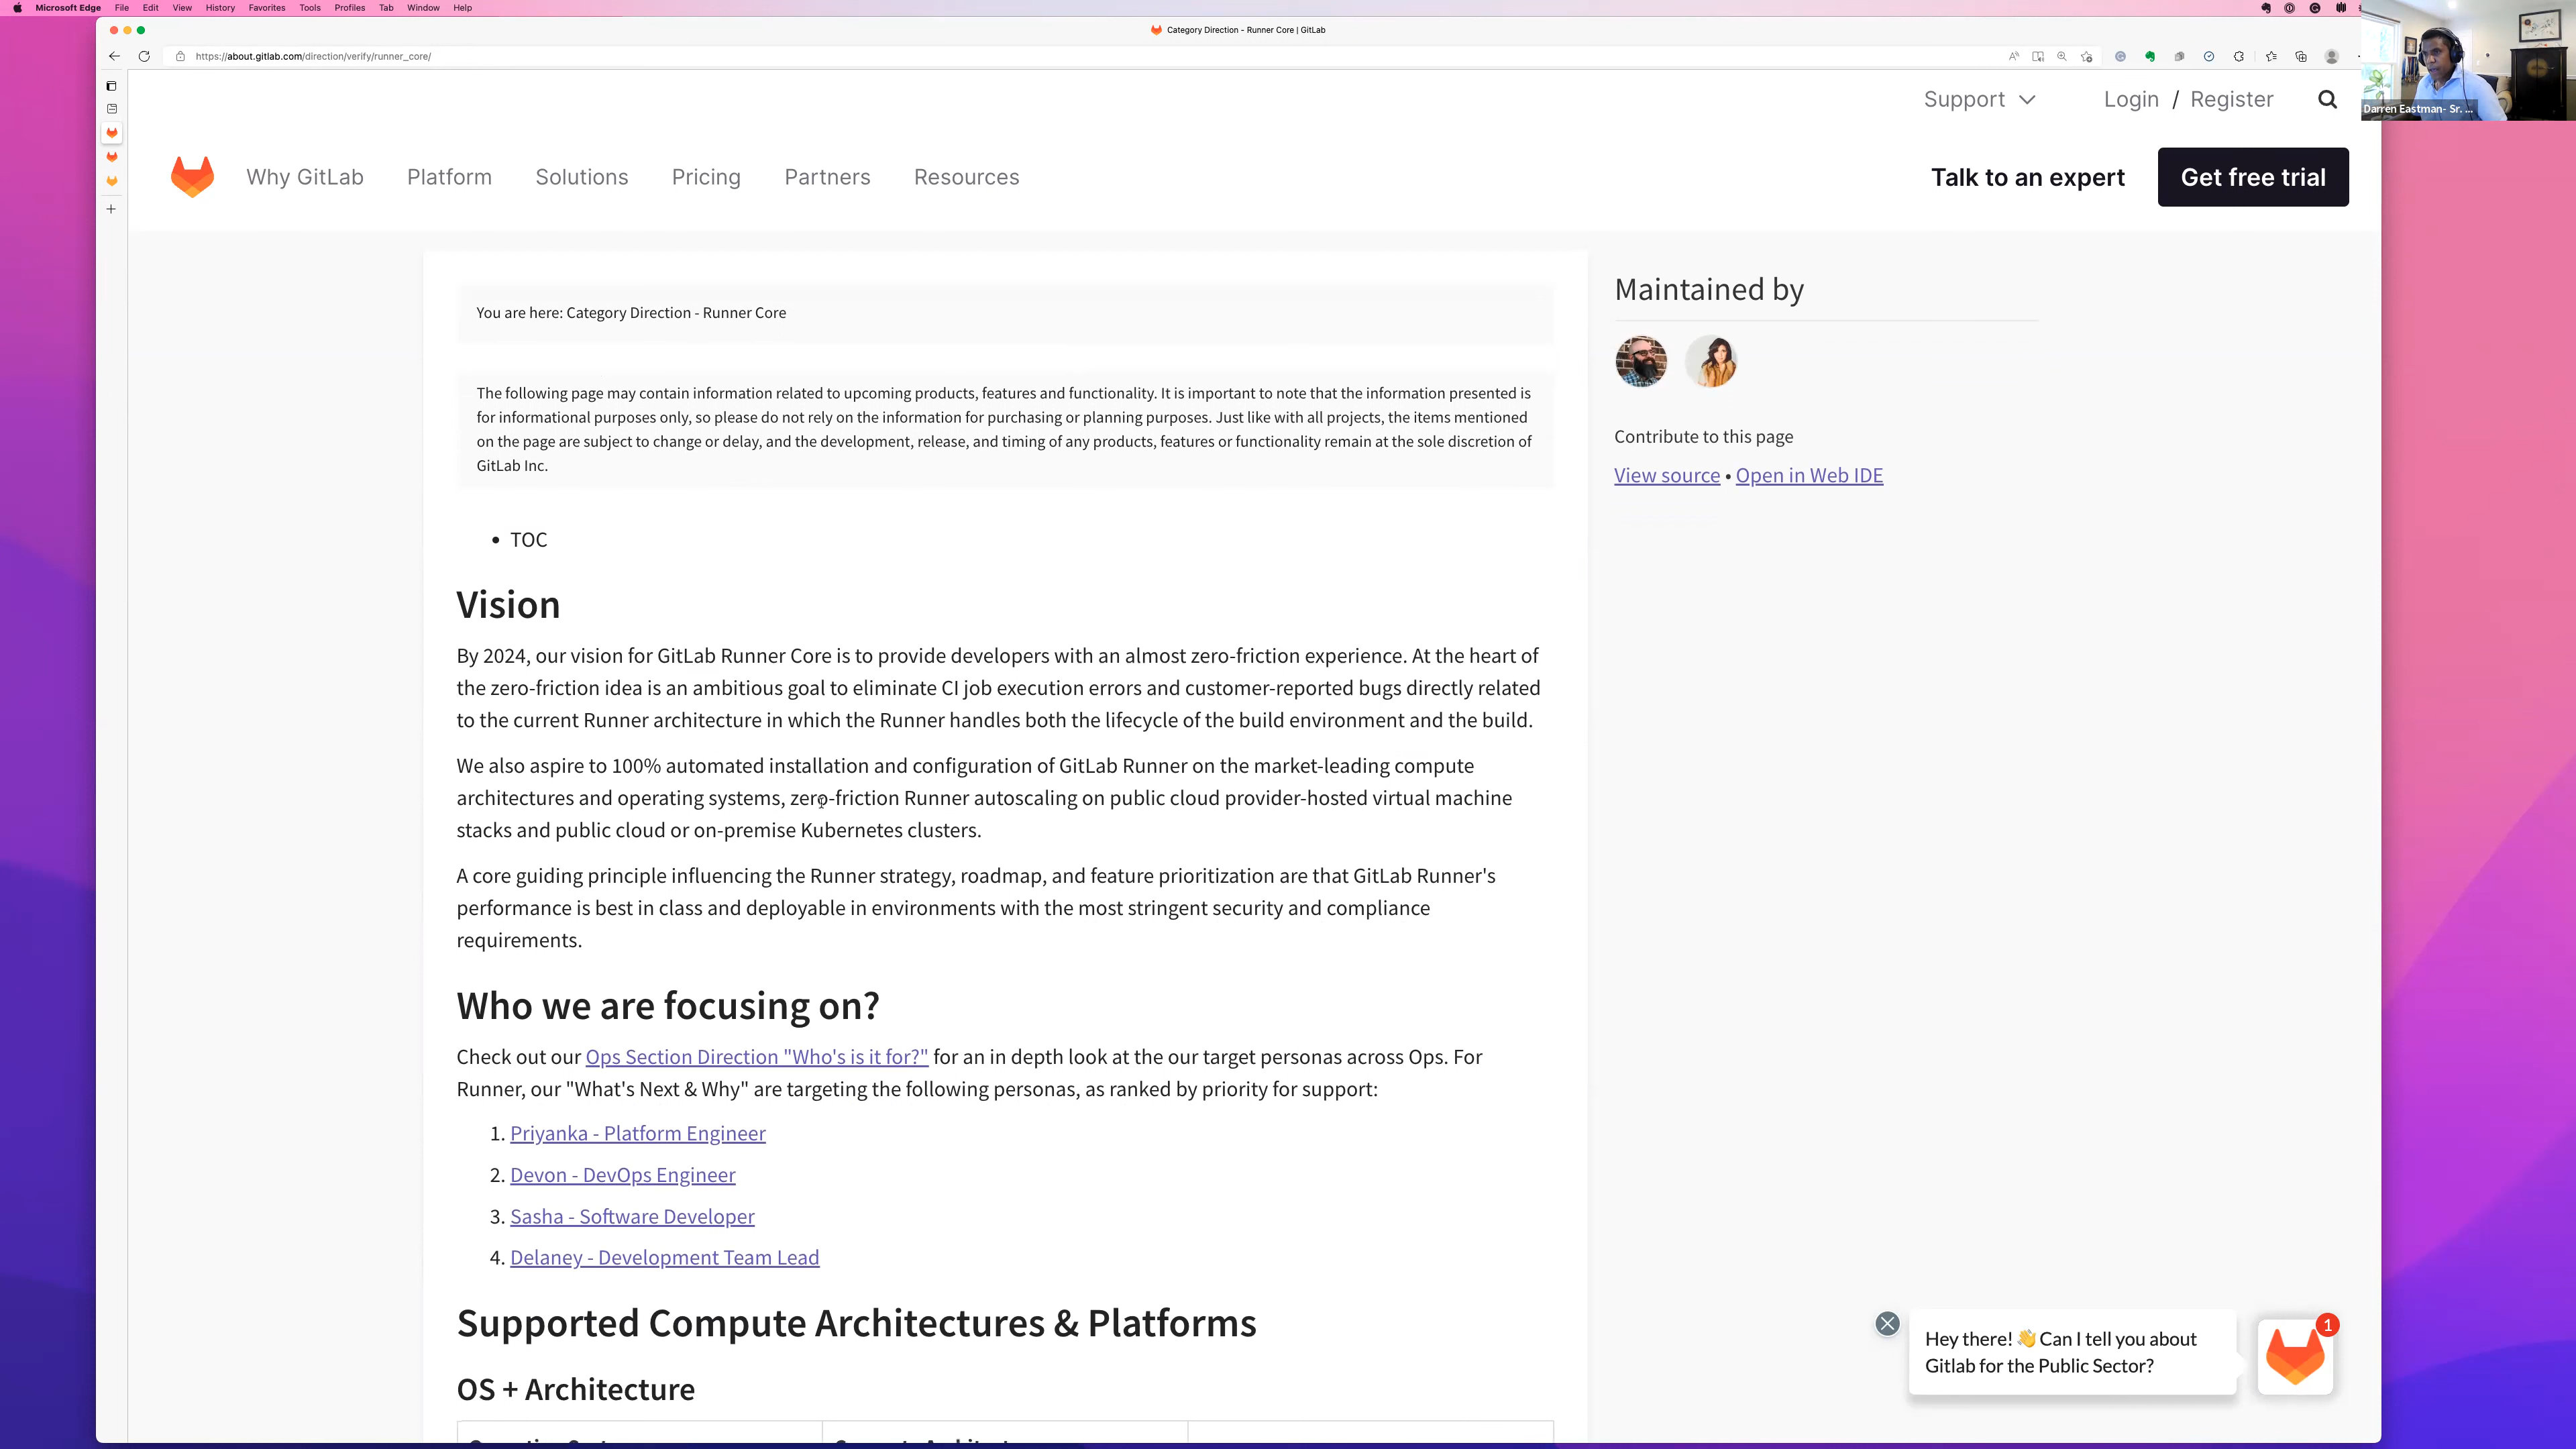 Microsoft Edge File Edit View History Favorites Tools Profiles Tab Window Help
Category Direction - Runner Core | GitLab
https://about.gitlab.com/direction/verify/runner_core/
Darren Eastman- Sr. ...
Support
Login / Register
Why GitLab Platform Solutions Pricing Partners Resources
Talk to an expert
Get free trial
You are here: Category Direction - Runner Core
The following page may contain information related to upcoming products, features and functionality. It is important to note that the information presented is
for informational purposes only, so please do not rely on the information for purchasing or planning purposes. Just like with all projects, the items mentioned
on the page are subject to change or delay, and the development, release, and timing of any products, features or functionality remain at the sole discretion of
GitLab Inc.
Maintained by
Contribute to this page
View source • Open in Web IDE
• TOC
Vision
By 2024, our vision for GitLab Runner Core is to provide developers with an almost zero-friction experience. At the heart of
the zero-friction idea is an ambitious goal to eliminate CI job execution errors and customer-reported bugs directly related
to the current Runner architecture in which the Runner handles both the lifecycle of the build environment and the build.
We also aspire to 100% automated installation and configuration of GitLab Runner on the market-leading compute
architectures and operating systems, zero-friction Runner autoscaling on public cloud provider-hosted virtual machine
stacks and public cloud or on-premise Kubernetes clusters.
A core guiding principle influencing the Runner strategy, roadmap, and feature prioritization are that GitLab Runner's
performance is best in class and deployable in environments with the most stringent security and compliance
requirements.
Who we are focusing on?
Check out our Ops Section Direction "Who's is it for?" for an in depth look at the our target personas across Ops. For
Runner, our "What's Next & Why" are targeting the following personas, as ranked by priority for support:
1. Priyanka - Platform Engineer
2. Devon - DevOps Engineer
3. Sasha - Software Developer
4. Delaney - Development Team Lead
Supported Compute Architectures & Platforms
OS + Architecture
Hey there! 👋 Can I tell you about
Gitlab for the Public Sector?
1